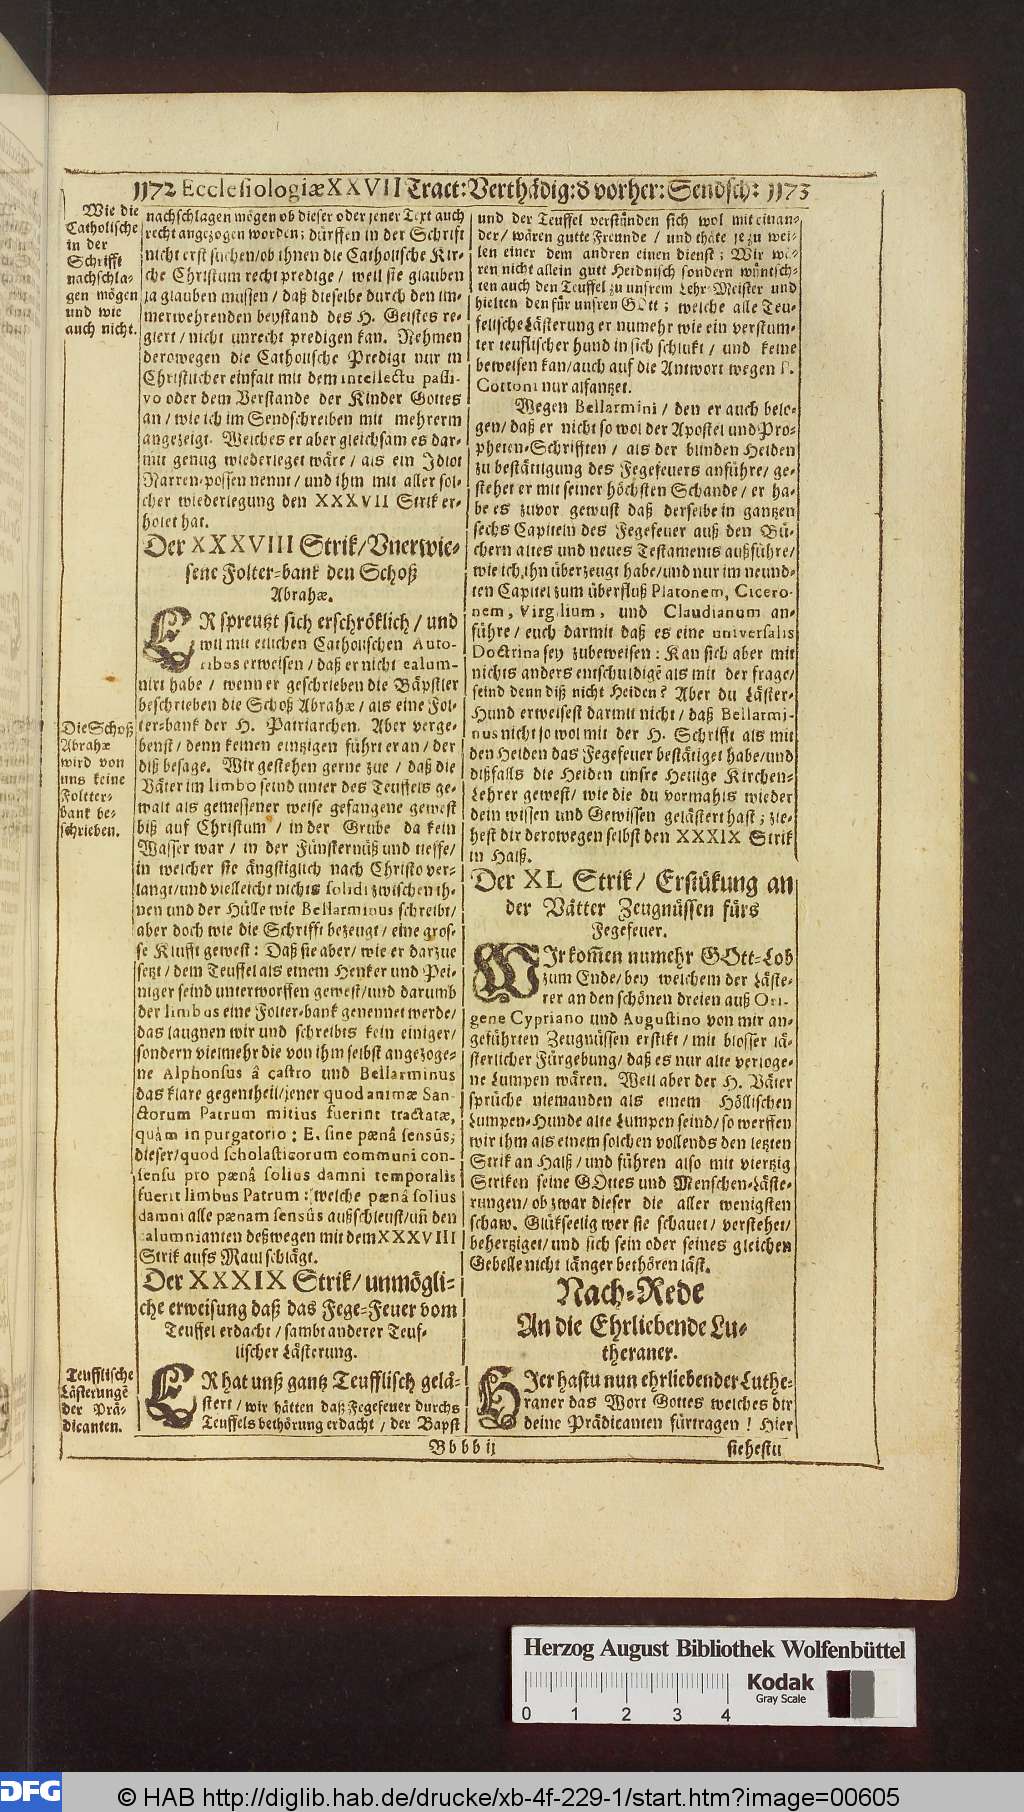 1172 Ecclesiologiæ XXVII Tract: Verthädig: d vorher: Sendsch: 1173
Wie die
Catholische
in der
Schrifft
nachschla-
gen mögen
und wie
auch nicht.
nachschlagen mögen ob dieser oder jener Text auch
recht angezogen worden; dürffen in der Schrift
nicht erst suchen/ ob ihnen die Catholische Kir-
che Christum recht predige / weil sie glauben
ja glauben müssen / daß dieselbe durch den im-
merwehrenden beystand des H. Geistes re-
giert / nicht unrecht predigen kan. Nehmen
derowegen die Catholische Predigt nur in
Christlicher einfalt mit dem intellectu passi-
vo oder dem Verstande der Kinder Gottes
an / wie ich im Sendschreiben mit mehrerm
angezeigt. Welches er aber gleichsam es dar-
mit genug wiederleget wäre / als ein Idiot
Narren-possen nennt / und ihm mit aller sol-
cher wiederlegung den XXXVII Strik er-
holet hat.
Der XXXVIII Strik/ Unerwie-
sene Folter-bank den Schoß
Abrahæ.
ER spreutzt sich erschröklich / und
wil mit etlichen Catholischen Auto-
ribus erweisen / daß er nicht calum-
nirt habe / wenn er geschrieben die Bäpstler
beschrieben die Schoß Abrahæ / als eine Fol-
ter-bank der H. Patriarchen. Aber verge-
benst / denn keinen eintzigen führt er an / der
diß besage. Wir gestehen gerne zue / daß die
Väter im limbo seind unter des Teuffels ge-
walt als gemessener weise gefangene gewest
biß auf Christum / in der Grube da kein
Wasser war / in der Fünsternüß und tieffe/
in welcher sie ängstiglich nach Christo ver-
langt/ und vielleicht nichts solidi zwischen ih-
nen und der Hülle wie Bellarminus schreibt/
aber doch wie die Schrifft bezeugt / eine gros-
se Klufft gewest: Daß sie aber/ wie er darzue
setzt / dem Teuffel als einem Henker und Pei-
niger seind unterworffen gewest/ und darumb
der limbus eine Folter-bank genennet werde/
das laugnen wir und schreibts kein einiger/
sondern vielmehr die von ihm selbst angezoge-
ne Alphonsus â castro und Bellarminus
das klare gegentheil/ jener quod animæ San-
ctorum Patrum mitius fuerint tractatæ,
quàm in purgatorio: E. sine pænâ sensûs;
dieser/ quod scholasticorum communi con-
sensu pro pænâ solius damni temporalis
fuerit limbus Patrum: welche pænâ solius
damni alle pænam sensûs außschleust/ uñ den
calumnianten deßwegen mit dem XXXVIII
Strik aufs Maul schlägt.
Die Schoß
Abrahæ
wird von
uns keine
Foltter-
bank be-
schrieben.
Der XXXIX Strik/ unmögli-
che erweisung daß das Fege-Feuer vom
Teuffel erdacht / sambt anderer Teuf-
lischer Lästerung.
Teufflische
Lästerungē
der Prä-
dicanten.
ER hat unß gantz Teufflisch gelä-
stert / wir hätten daß Fegefeuer durchs
Teuffels bethörung erdacht / der Bapst
und der Teuffel verständen sich wol mit einan-
der / wären gutte Freunde / und thäte je zu wei-
len einer dem andren einen dienst; Wir wä-
ren nicht allein gutt Heidnisch sondern wüntsch-
ten auch den Teuffel zu unsrem Lehr-Meister und
hielten den für unsren GOtt; welche alle Teu-
felische Lästerung er numehr wie ein verstum-
ter teuflischer hund in sich schlukt / und keine
beweisen kan/ auch auf die Antwort wegen P.
Cottoni nur alfantzet.
Wegen Bellarmini / den er auch belo-
gen/ daß er nicht so wol der Apostel und Pro-
pheten-Schrifften / als der blinden Heiden
zu bestättigung des Fegefeuers anführe/ ge-
stehet er mit seiner höchsten Schande / er ha-
be es zuvor gewust daß derselbe in gantzen
sechs Capiteln des Fegefeuer auß den Bü-
chern altes und neues Testaments außführe/
wie ich ihn überzeugt habe/ und nur im neund-
ten Capitel zum überfluß Platonem, Cicero-
nem, Virgilium, und Claudianum an-
führe / euch darmit daß es eine universalis
Doctrina sey zubeweisen: Kan sich aber mit
nichts anders entschuldigē als mit der frage/
seind denn diß nicht Heiden? Aber du Läster-
Hund erweisest darmit nicht / daß Bellarmi-
nus nicht so wol mit der H. Schrifft als mit
den Heiden das Fegefeuer bestätiget habe/ und
dißfalls die Heiden unsre Heilige Kirchen-
Lehrer gewest/ wie die du vormahls wieder
dein wissen und Gewissen gelästert hast; zie-
hest dir derowegen selbst den XXXIX Strik
in Halß.
Der XL Strik / Erstükung an
der Vätter Zeugnüssen fürs
Fegefeuer.
WIr kom̃en numehr GOtt-Lob
zum Ende/ bey welchem der Läste-
rer an den schönen dreien auß Ori-
gene Cypriano und Augustino von mir an-
geführten Zeugnüssen erstikt / mit blosser lä-
sterlicher Fürgebung/ daß es nur alte verloge-
ne Lumpen wären. Weil aber der H. Väter
sprüche niemanden als einem Höllischen
Lumpen-Hunde alte Lumpen seind/ so werffen
wir ihm als einem solchen vollends den letzten
Strik an Halß / und führen also mit viertzig
Striken seine GOttes und Menschen-Läste-
rungen/ ob zwar dieser die aller wenigsten
schaw. Glükseelig wer sie schauet / verstehet/
behertziget/ und sich sein oder seines gleichen
Gebelle nicht länger bethören läst.
Nach-Rede
An die Ehrliebende Lu-
theraner.
HIer hastu nun ehrliebender Luthe-
raner das Wort Gottes welches dir
deine Prädicanten fürtragen ! Hier
Bbbb ij
siehestu
Herzog August Bibliothek Wolfenbüttel
Kodak
Gray Scale
0 1 2 3 4
DFG
© HAB http://diglib.hab.de/drucke/xb-4f-229-1/start.htm?image=00605